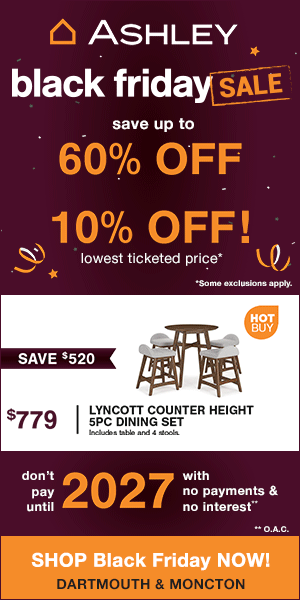 ASHLEY
black friday SALE
save up to
60% OFF
10% OFF!
lowest ticketed price*
*Some exclusions apply.
HOT
BUY
SAVE $520
$779
LYNCOTT COUNTER HEIGHT
5PC DINING SET
Includes table and 4 stools.
don't
pay
until
2027
with
no payments &
no interest**
** O.A.C.
SHOP Black Friday NOW!
DARTMOUTH & MONCTON